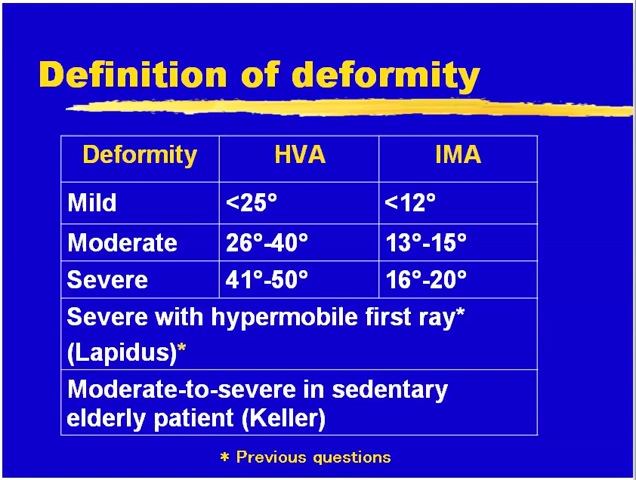 Definition of deformity
Deformity HVA IMA
Mild <25° <12°
Moderate 26°-40° 13°-15°
Severe 41°-50° 16°-20°
Severe with hypermobile first ray*
(Lapidus)*
Moderate-to-severe in sedentary
elderly patient (Keller)
* Previous questions